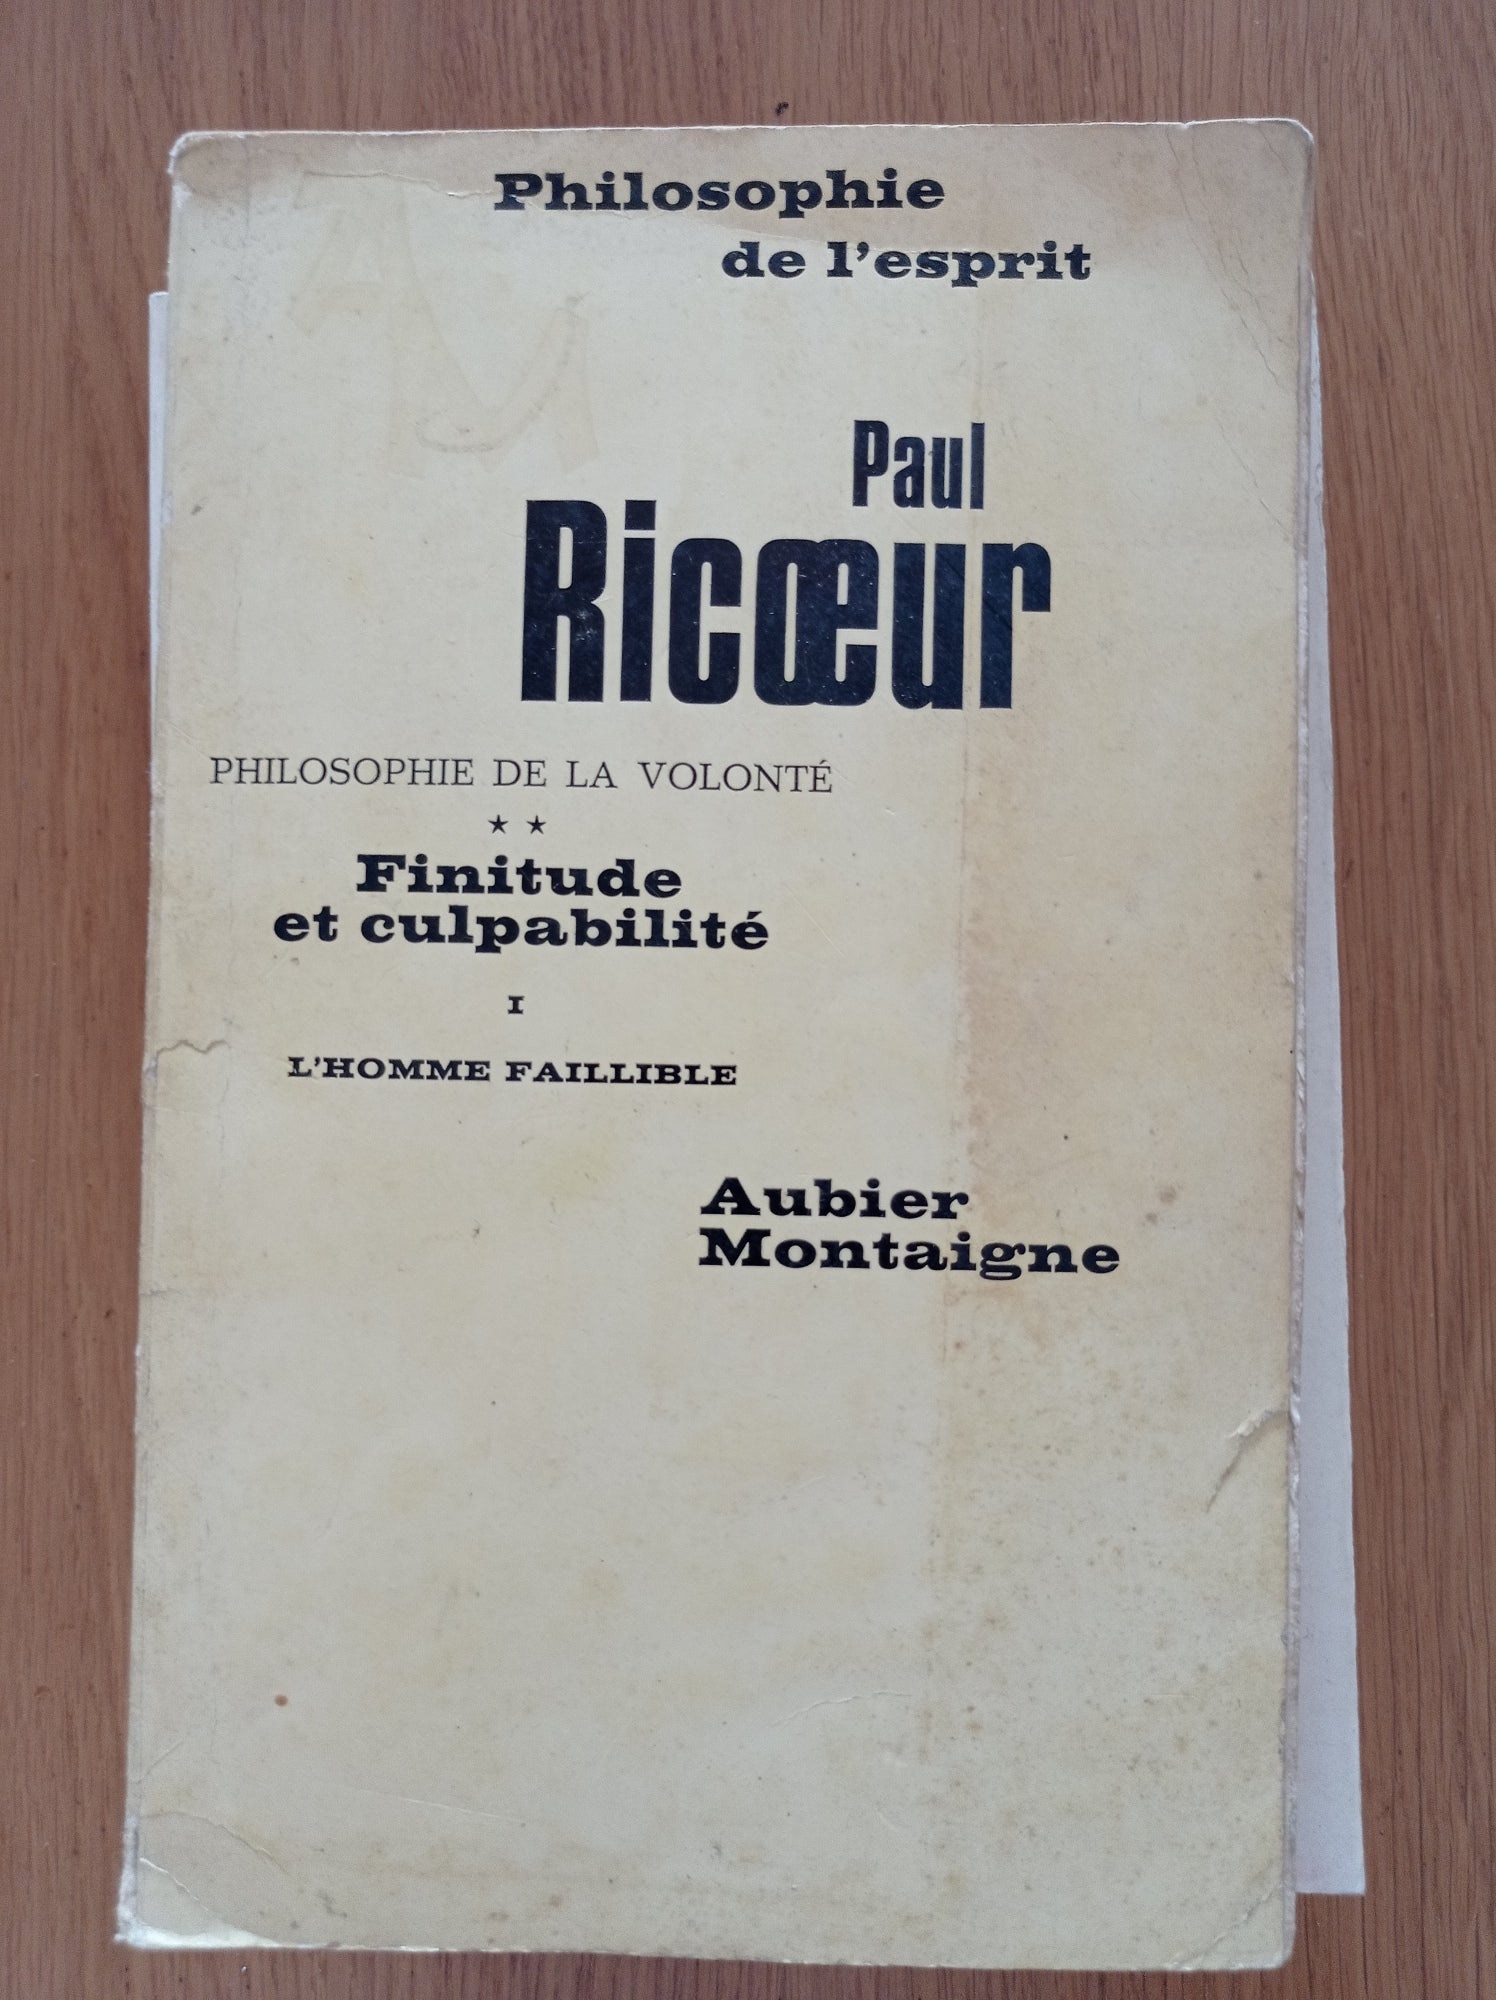 Philosophie
de l'esprit
Paul
Ricœur
PHILOSOPHIE DE LA VOLONTÉ
★ ★
Finitude
et culpabilité
I
L'HOMME FAILLIBLE
Aubier
Montaigne